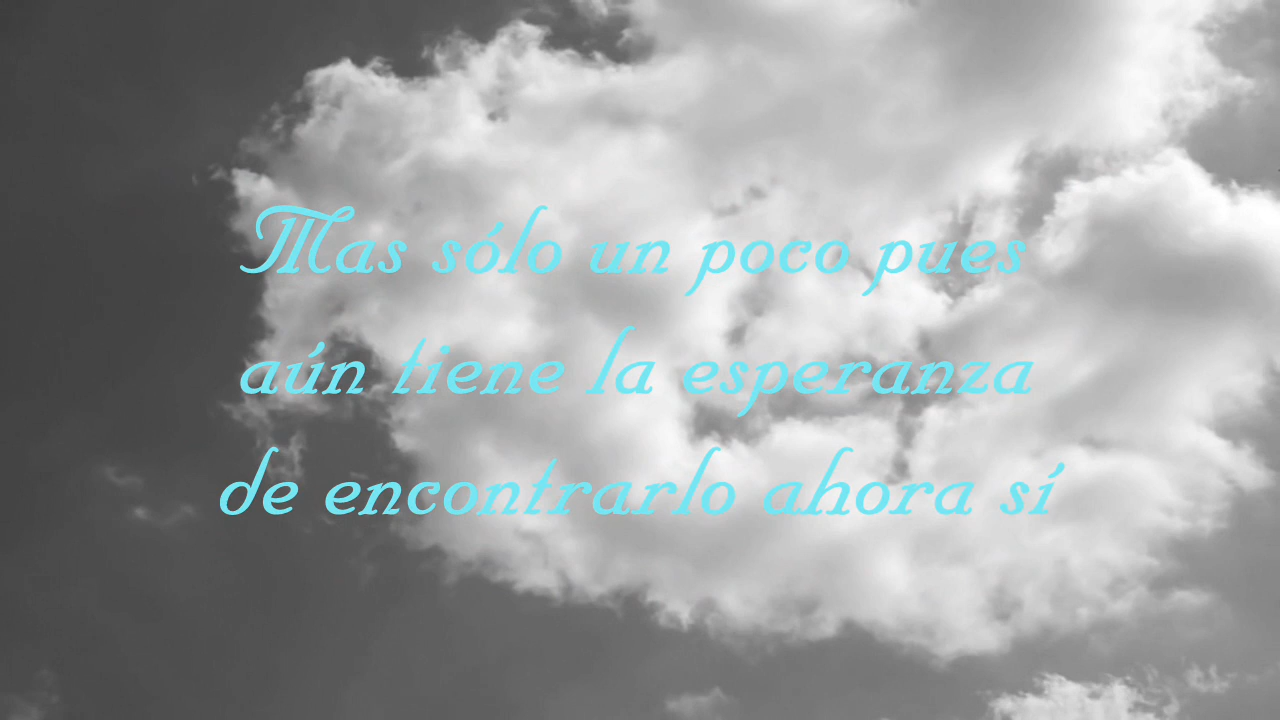 Mas sólo un poco pues
aún tiene la esperanza
de encontrarlo ahora sí